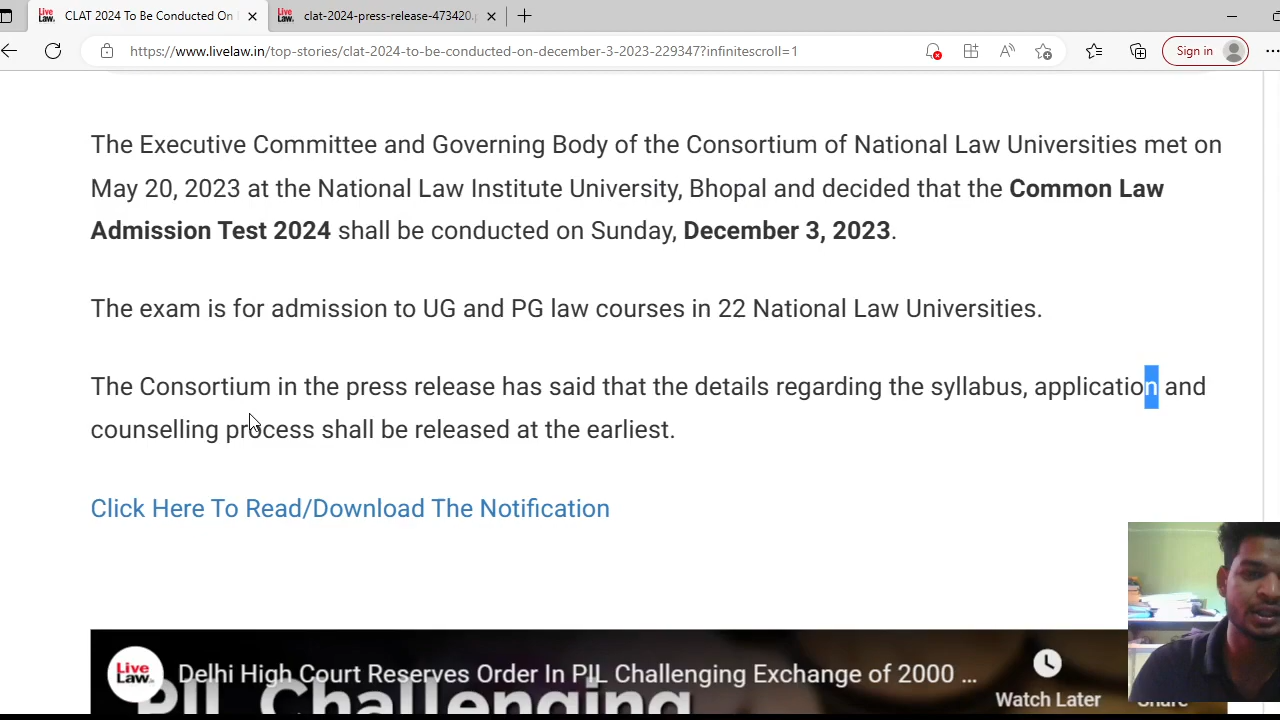 Live Law.
CLAT 2024 To Be Conducted On
Live Law.
clat-2024-press-release-473420.p
https://www.livelaw.in/top-stories/clat-2024-to-be-conducted-on-december-3-2023-229347?infinitescroll=1
Sign in
The Executive Committee and Governing Body of the Consortium of National Law Universities met on
May 20, 2023 at the National Law Institute University, Bhopal and decided that the Common Law
Admission Test 2024 shall be conducted on Sunday, December 3, 2023.
The exam is for admission to UG and PG law courses in 22 National Law Universities.
The Consortium in the press release has said that the details regarding the syllabus, application and
counselling process shall be released at the earliest.
Click Here To Read/Download The Notification
Live Law.
Delhi High Court Reserves Order In PIL Challenging Exchange of 2000 ...
Watch Later
Share
PIL Challenging